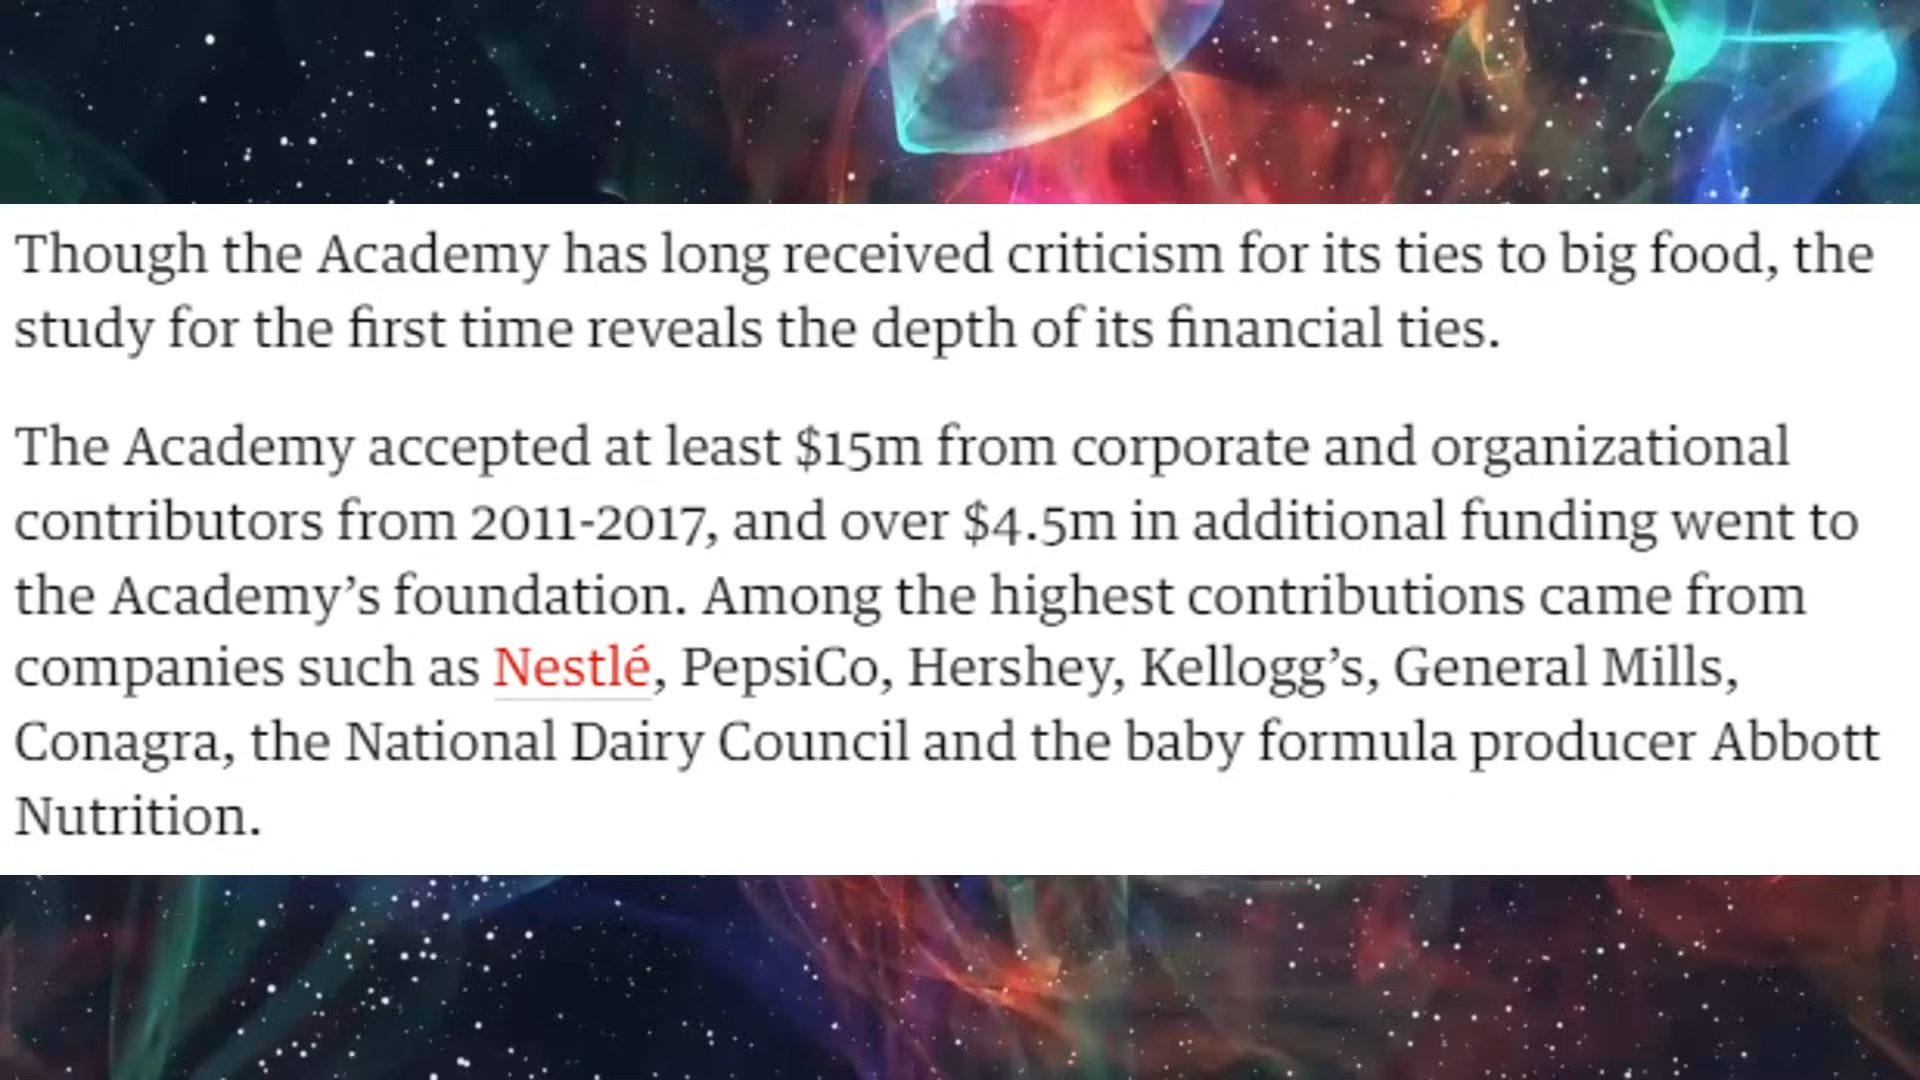 Though the Academy has long received criticism for its ties to big food, the
study for the first time reveals the depth of its financial ties.
The Academy accepted at least $15m from corporate and organizational
contributors from 2011-2017, and over $4.5m in additional funding went to
the Academy’s foundation. Among the highest contributions came from
companies such as Nestlé, PepsiCo, Hershey, Kellogg’s, General Mills,
Conagra, the National Dairy Council and the baby formula producer Abbott
Nutrition.